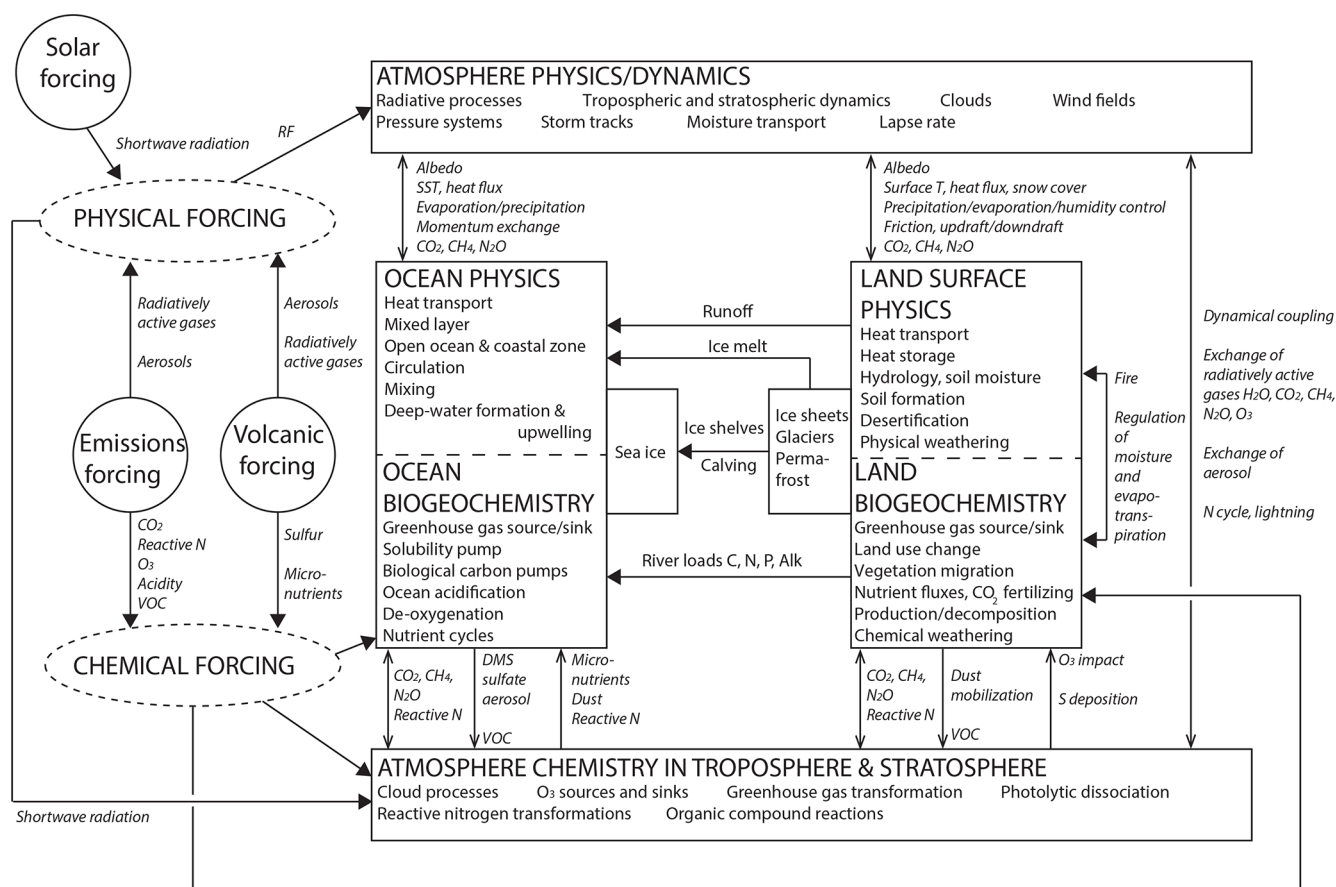 Solar
forcing
Shortwave radiation
RF
ATMOSPHERE PHYSICS/DYNAMICS
Radiative processes Tropospheric and stratospheric dynamics Clouds Wind fields
Pressure systems Storm tracks Moisture transport Lapse rate
PHYSICAL FORCING
Albedo
SST, heat flux
Evaporation/precipitation
Momentum exchange
CO2, CH4, N2O
Albedo
Surface T, heat flux, snow cover
Precipitation/evaporation/humidity control
Friction, updraft/downdraft
CO2, CH4, N2O
Radiatively
active gases
Aerosols
Aerosols
Radiatively
active gases
Emissions
forcing
Volcanic
forcing
CO2
Reactive N
O3
Acidity
VOC
Sulfur
Micro-
nutrients
CHEMICAL FORCING
OCEAN PHYSICS
Heat transport
Mixed layer
Open ocean & coastal zone
Circulation
Mixing
Deep-water formation &
upwelling
OCEAN
BIOGEOCHEMISTRY
Greenhouse gas source/sink
Solubility pump
Biological carbon pumps
Ocean acidification
De-oxygenation
Nutrient cycles
Runoff
Ice melt
Sea ice
Ice shelves
Calving
Ice sheets
Glaciers
Perma-
frost
River loads C, N, P, Alk
LAND SURFACE
PHYSICS
Heat transport
Heat storage
Hydrology, soil moisture
Soil formation
Desertification
Physical weathering
LAND
BIOGEOCHEMISTRY
Greenhouse gas source/sink
Land use change
Vegetation migration
Nutrient fluxes, CO2 fertilizing
Production/decomposition
Chemical weathering
Fire
Regulation
of
moisture
and
evapo-
trans-
piration
Dynamical coupling
Exchange of
radiatively active
gases H2O, CO2, CH4,
N2O, O3
Exchange of
aerosol
N cycle, lightning
CO2, CH4,
N2O
Reactive N
DMS
sulfate
aerosol
VOC
Micro-
nutrients
Dust
Reactive N
CO2, CH4,
N2O
Reactive N
Dust
mobilization
VOC
O3 impact
S deposition
ATMOSPHERE CHEMISTRY IN TROPOSPHERE & STRATOSPHERE
Cloud processes O3 sources and sinks Greenhouse gas transformation Photolytic dissociation
Reactive nitrogen transformations Organic compound reactions
Shortwave radiation